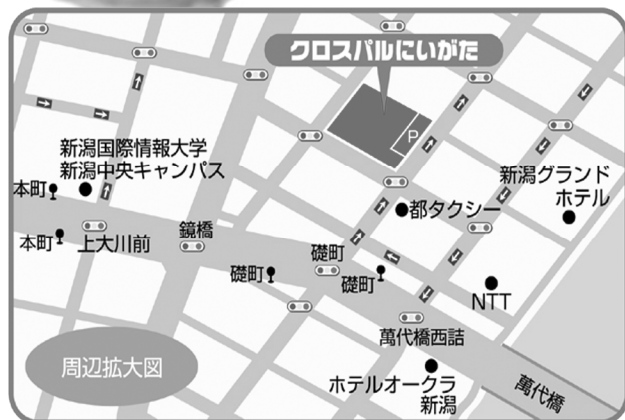 クロスパルにいがた
P
新潟国際情報大学
新潟中央キャンパス
新潟グランド
ホテル
本町
都タクシー
本町
上大川前
鏡橋
礎町
礎町
礎町
NTT
萬代橋西詰
周辺拡大図
ホテルオークラ
新潟
萬代橋